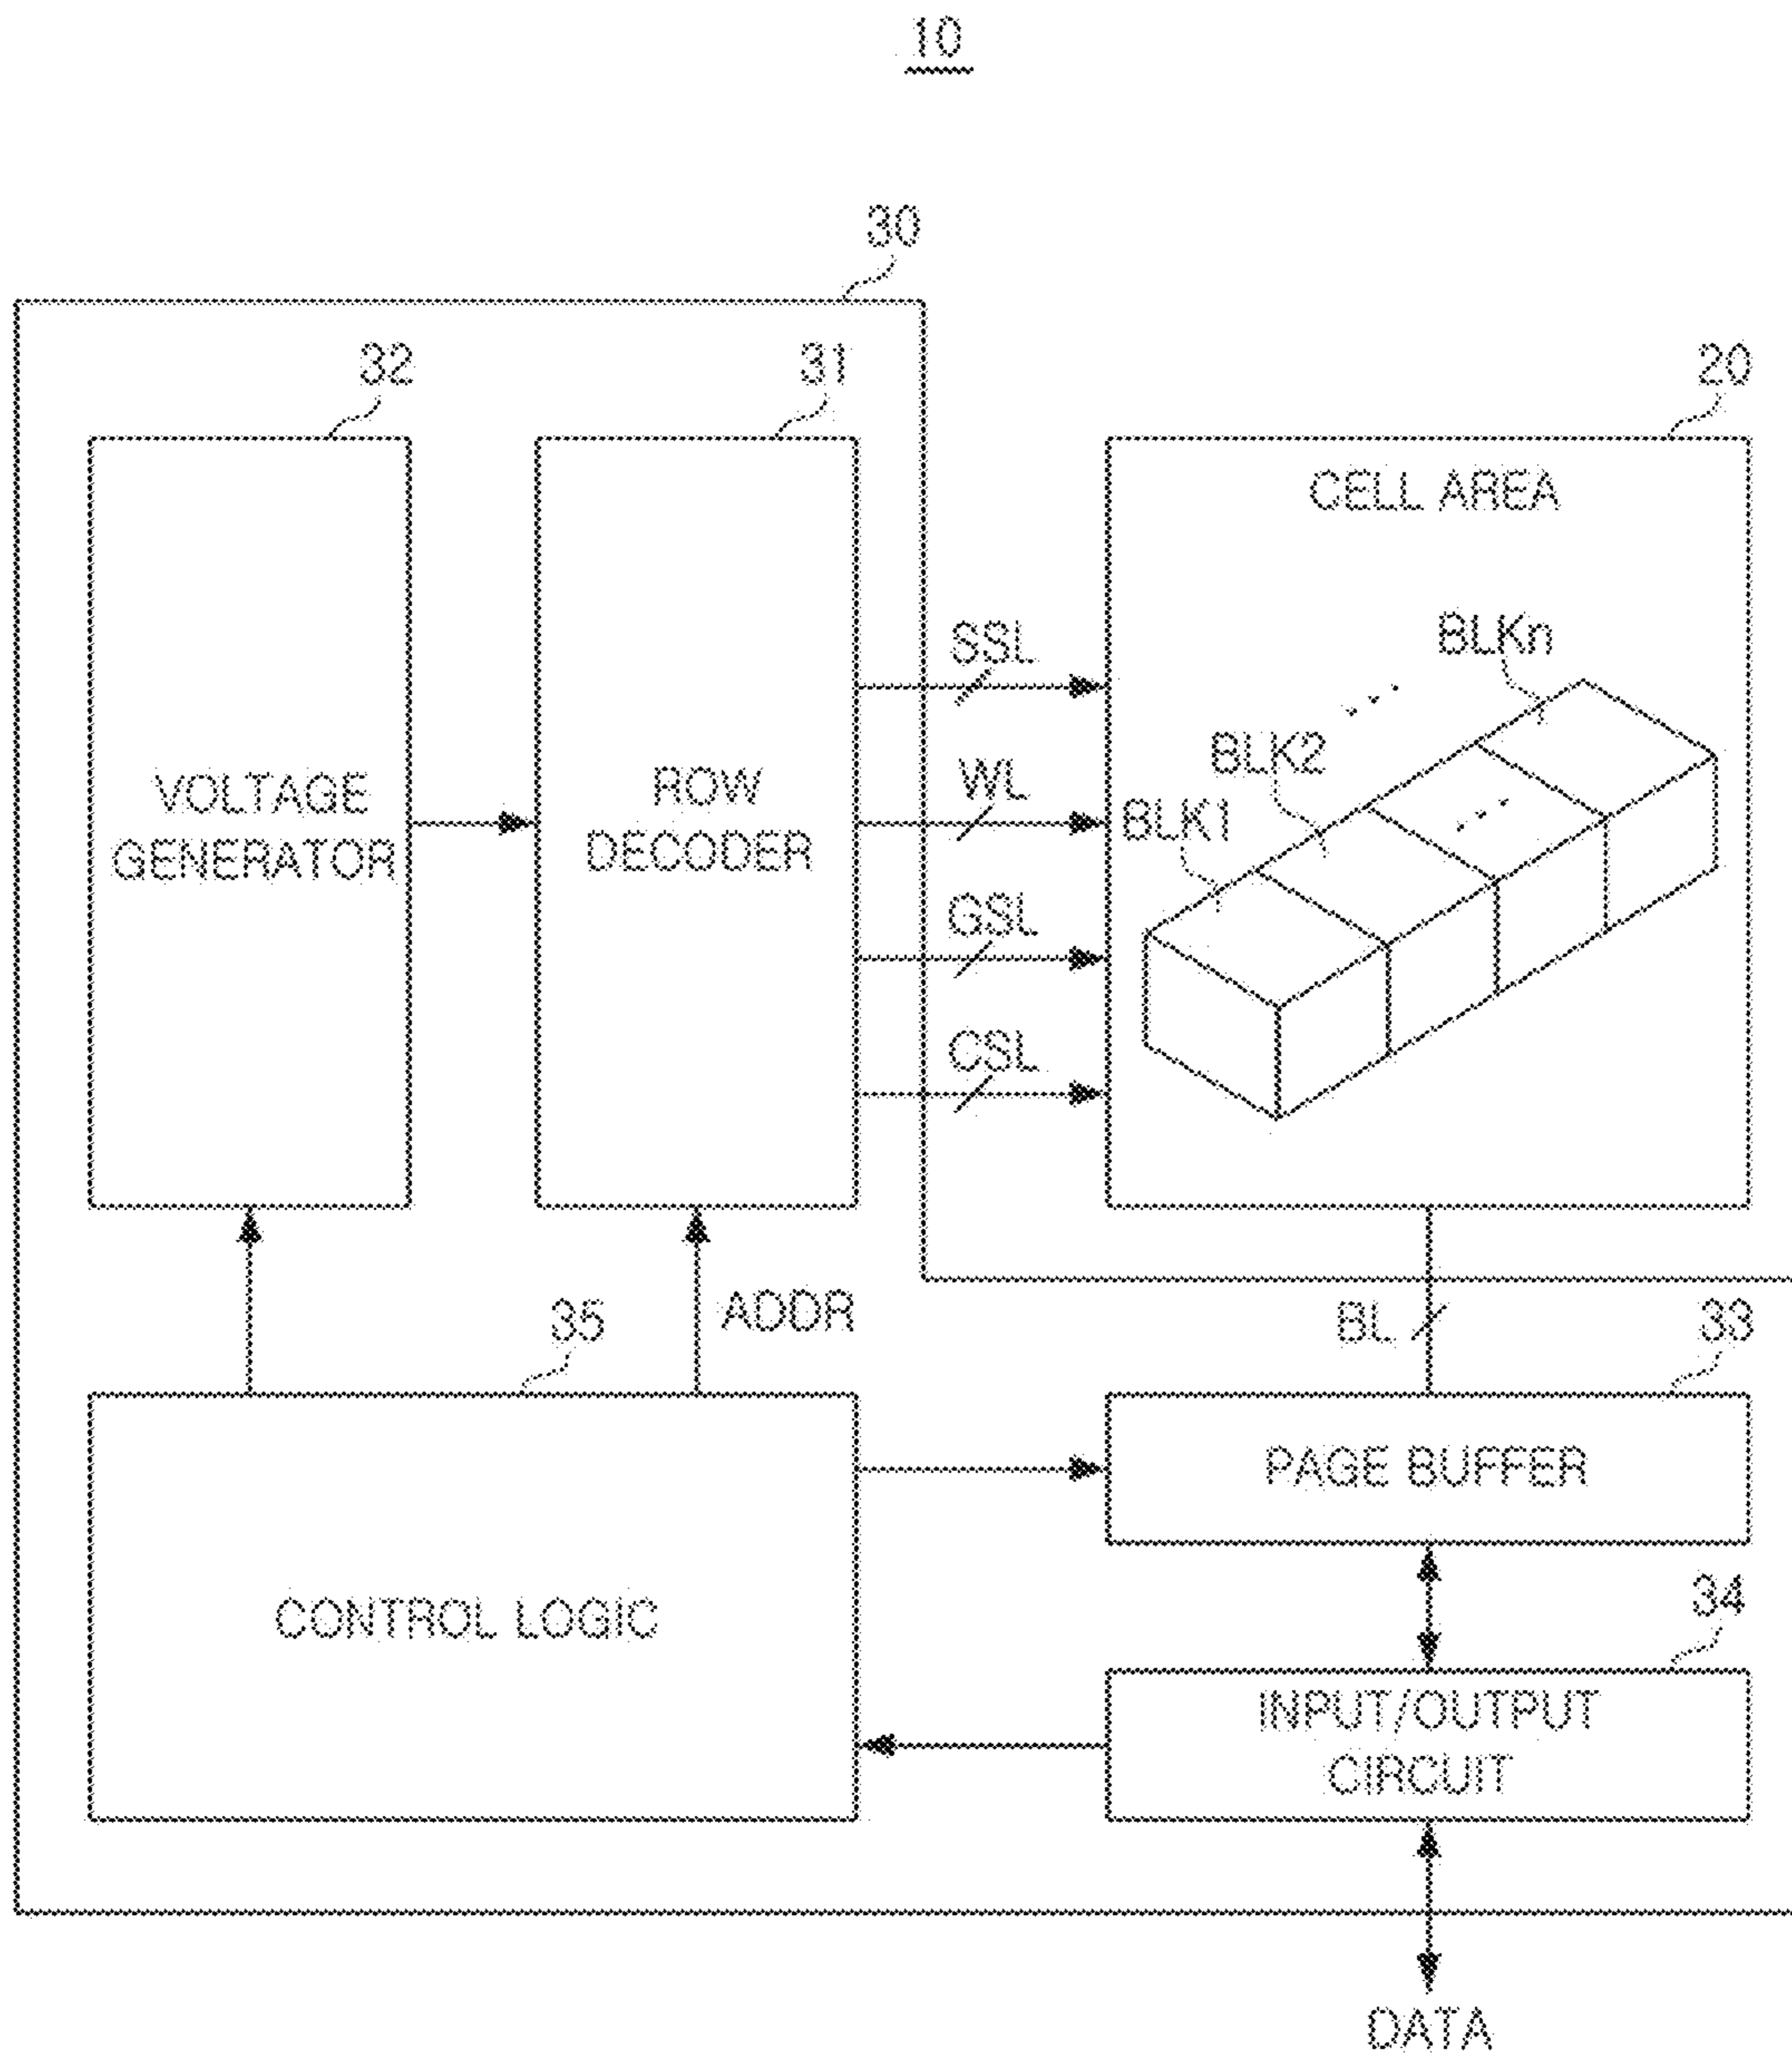 10
30
32
31
20
CELL AREA
SSL
BLKn
BLK2
WL
BLK1
VOLTAGE
GENERATOR
ROW
DECODER
GSL
CSL
35
ADDR
BL
33
PAGE BUFFER
CONTROL LOGIC
34
INPUT/OUTPUT
CIRCUIT
DATA